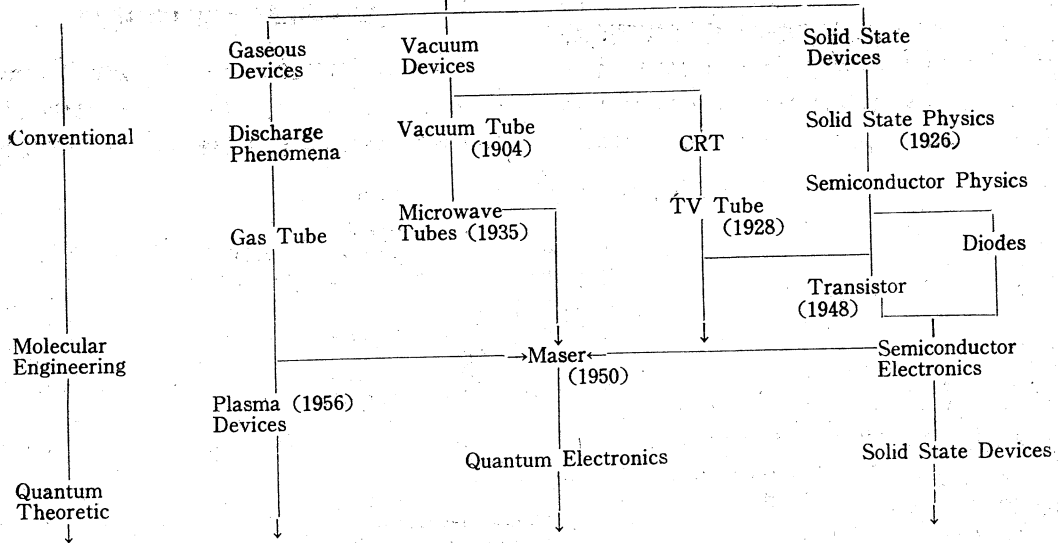 Gaseous
Devices
Vacuum
Devices
Solid State
Devices
Conventional
Discharge
Phenomena
Vacuum Tube
(1904)
CRT
Solid State Physics
(1926)
Semiconductor Physics
Gas Tube
Microwave
Tubes (1935)
TV Tube
(1928)
Diodes
Transistor
(1948)
Molecular
Engineering
Maser
(1950)
Semiconductor
Electronics
Plasma (1956)
Devices
Quantum Electronics
Solid State Devices
Quantum
Theoretic